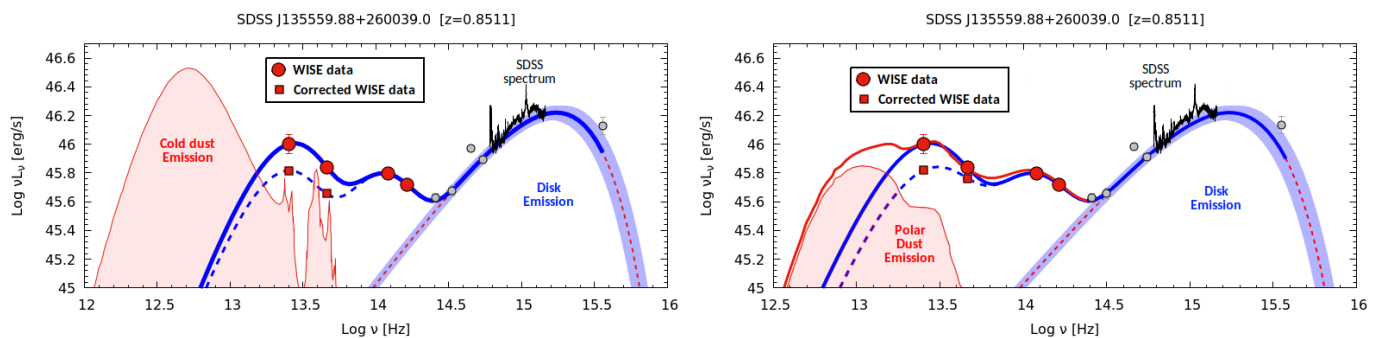 SDSS J135559.88+260039.0 [z=0.8511]
46.6
46.4
46.2
46
45.8
45.6
45.4
45.2
45
Log νLν [erg/s]
WISE data
Corrected WISE data
SDSS
spectrum
Cold dust
Emission
Disk
Emission
12
12.5
13
13.5
14
14.5
15
15.5
16
Log ν [Hz]
SDSS J135559.88+260039.0 [z=0.8511]
46.6
46.4
46.2
46
45.8
45.6
45.4
45.2
45
Log νLν [erg/s]
WISE data
Corrected WISE data
SDSS
spectrum
Polar
Dust
Emission
Disk
Emission
12.5
13
13.5
14
14.5
15
15.5
16
Log ν [Hz]